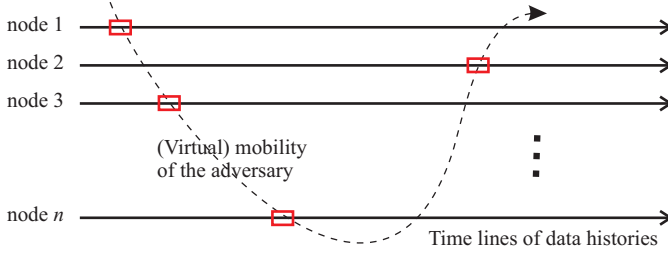 node 1
node 2
node 3
(Virtual) mobility
of the adversary
node n
Time lines of data histories